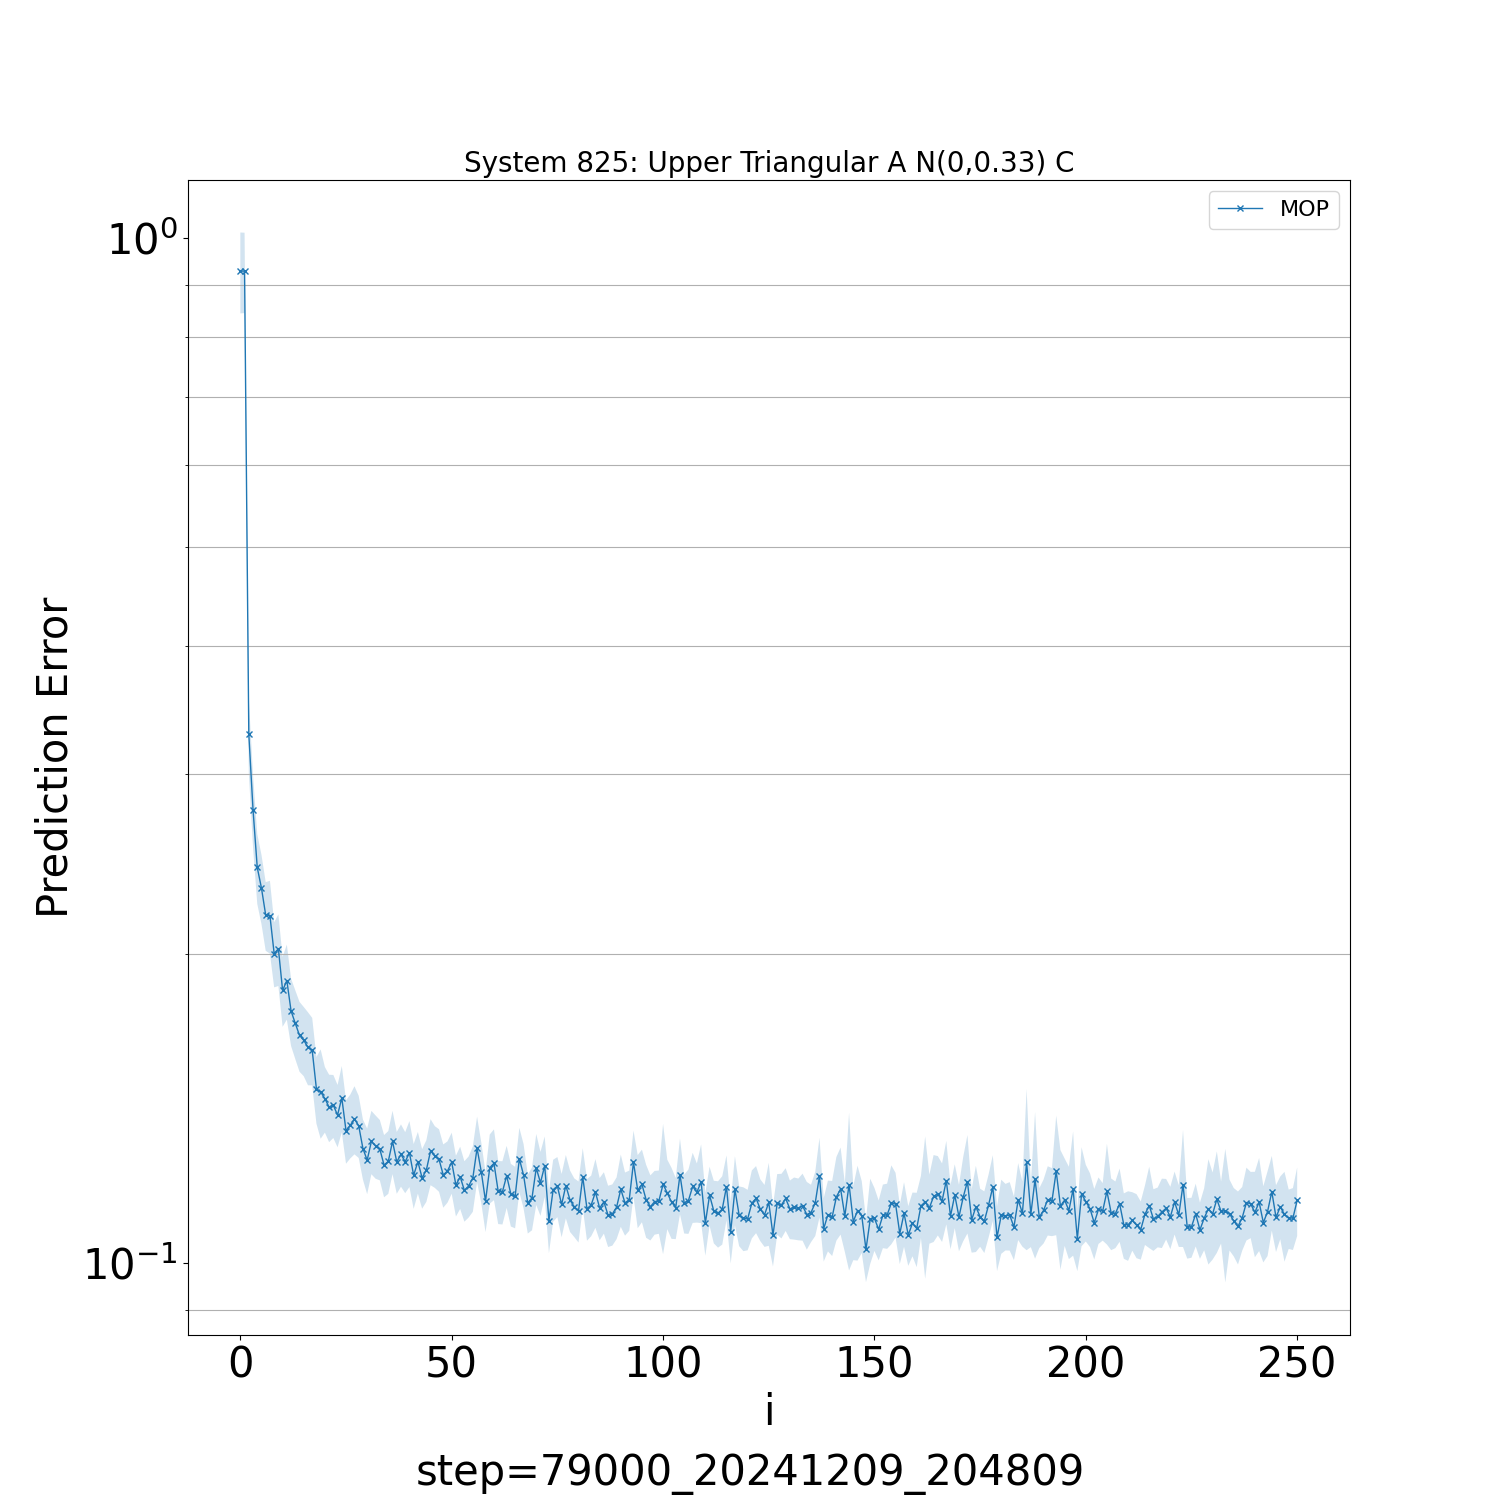 System 825: Upper Triangular A N(0,0.33) C
MOP
10⁰
10⁻¹
Prediction Error
0 50 100 150 200 250
i
step=79000_20241209_204809